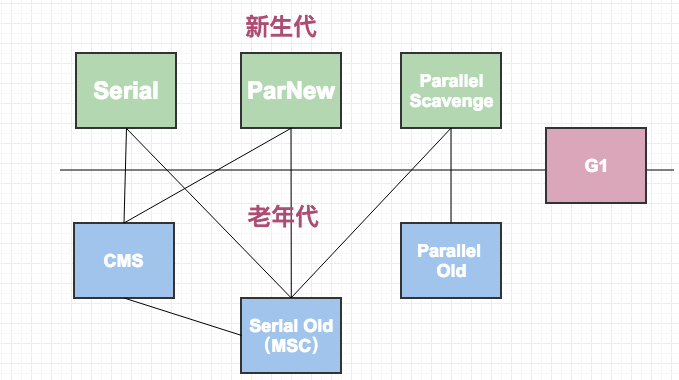 新生代
Serial
ParNew
Parallel
Scavenge
G1
老年代
CMS
Parallel
Old
Serial Old
（MSC）